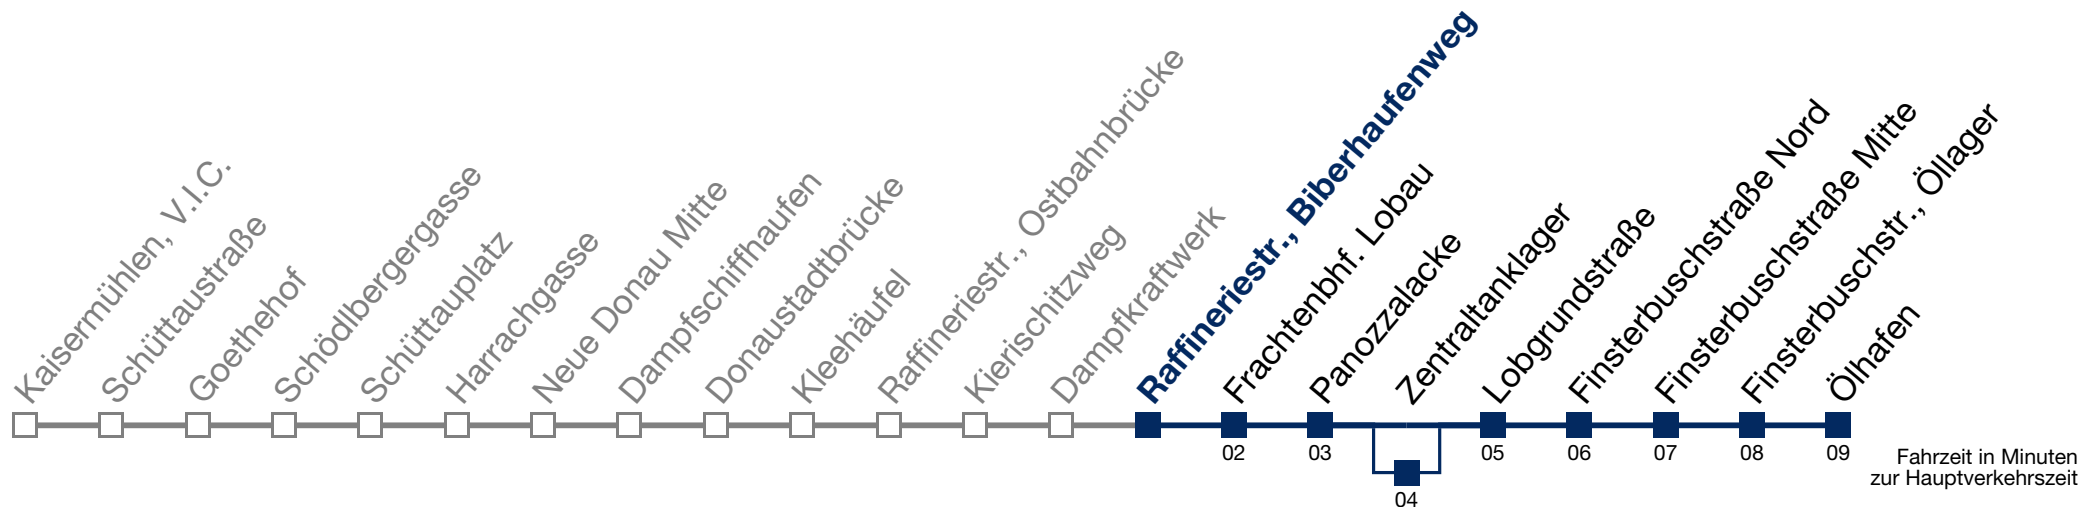 Kaisermühlen, V.I.C.
Schüttaustraße
Goethehof
Schödlbergergasse
Schüttauplatz
Harrachgasse
Neue Donau Mitte
Dampfschiffhaufen
Donaustadtbrücke
Kleehäufel
Raffineriestr., Ostbahnbrücke
Kierischitzweg
Dampfkraftwerk
Raffineriestr., Biberhaufenweg
Frachtenbhf. Lobau
Panozzalacke
Zentraltanklager
Lobgrundstraße
Finsterbuschstraße Nord
Finsterbuschstraße Mitte
Finsterbuschstr., Öllager
Ölhafen
02
03
04
05
06
07
08
09
Fahrzeit in Minuten
zur Hauptverkehrszeit